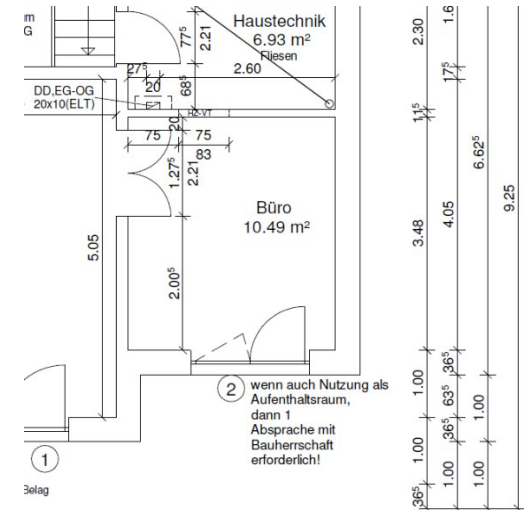 m
G
Haustechnik
6.93 m²
Fliesen
77⁵
2.21
27⁵
20
68⁵
2.60
DD,EG-OG
20x10(ELT)
HZ-VT
20
75
75
83
1.27⁵
2.21
Büro
10.49 m²
5.05
2.00⁵
2
wenn auch Nutzung als
Aufenthaltsraum,
dann 1
Absprache mit
Bauherrschaft
erforderlich!
1
Belag
2.30
1.6
17⁵
11⁵
6.62⁵
9.25
4.05
3.48
36⁵
1.00
63⁵
1.00
36⁵
1.00
1.00
1.00
36⁵